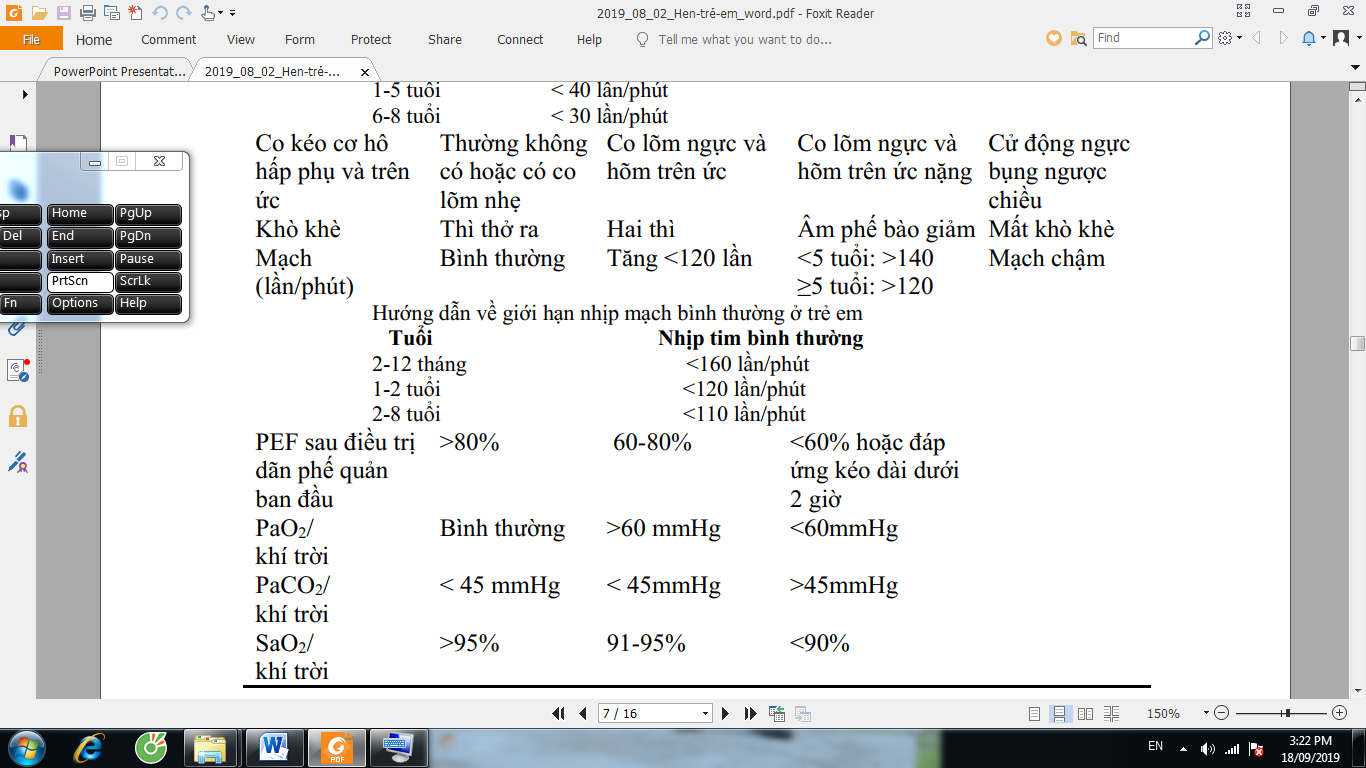 2019_08_02_Hen-trẻ-em_word.pdf - Foxit Reader
File Home Comment View Form Protect Share Connect Help Tell me what you want to do... Find
PowerPoint Presentat... 2019_08_02_Hen-trẻ-...
1-5 tuổi < 40 lần/phút
6-8 tuổi < 30 lần/phút
Co kéo cơ hô Thường không Co lõm ngực và Co lõm ngực và Cử động ngực
hấp phụ và trên có hoặc có co hõm trên ức hõm trên ức nặng bụng ngược
ức lõm nhẹ chiều
Khò khè Thì thở ra Hai thì Âm phế bào giảm Mất khò khè
Mạch Bình thường Tăng <120 lần <5 tuổi: >140 Mạch chậm
(lần/phút) ≥5 tuổi: >120
Hướng dẫn về giới hạn nhịp mạch bình thường ở trẻ em
Tuổi Nhịp tim bình thường
2-12 tháng <160 lần/phút
1-2 tuổi <120 lần/phút
2-8 tuổi <110 lần/phút
PEF sau điều trị >80% 60-80% <60% hoặc đáp
dãn phế quản ứng kéo dài dưới
ban đầu 2 giờ
PaO2/ Bình thường >60 mmHg <60mmHg
khí trời
PaCO2/ < 45 mmHg < 45mmHg >45mmHg
khí trời
SaO2/ >95% 91-95% <90%
khí trời
Home PgUp
Del End PgDn
Insert Pause
PrtScn ScrLk
Fn Options Help
7 / 16 150%
EN 3:22 PM
18/09/2019